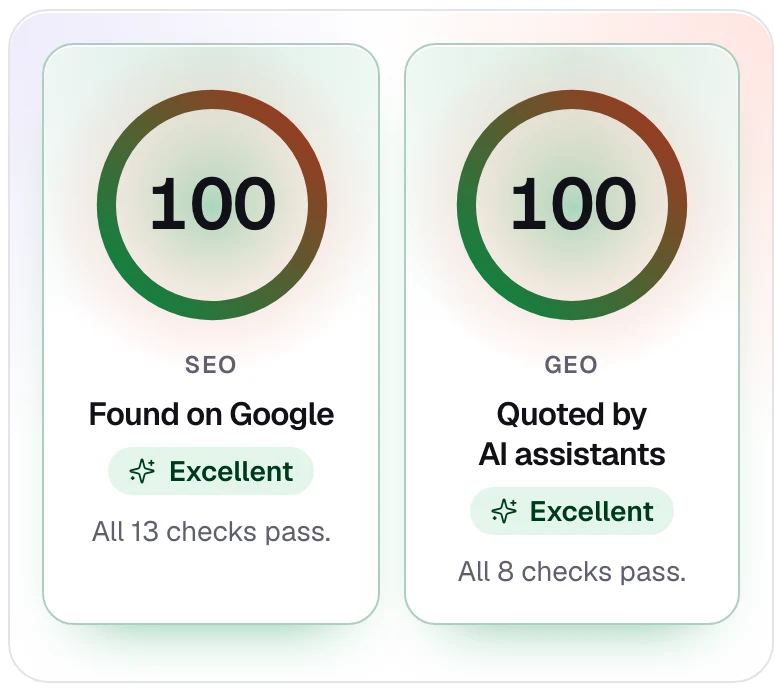 100
SEO
Found on Google
Excellent
All 13 checks pass.
100
GEO
Quoted by
AI assistants
Excellent
All 8 checks pass.